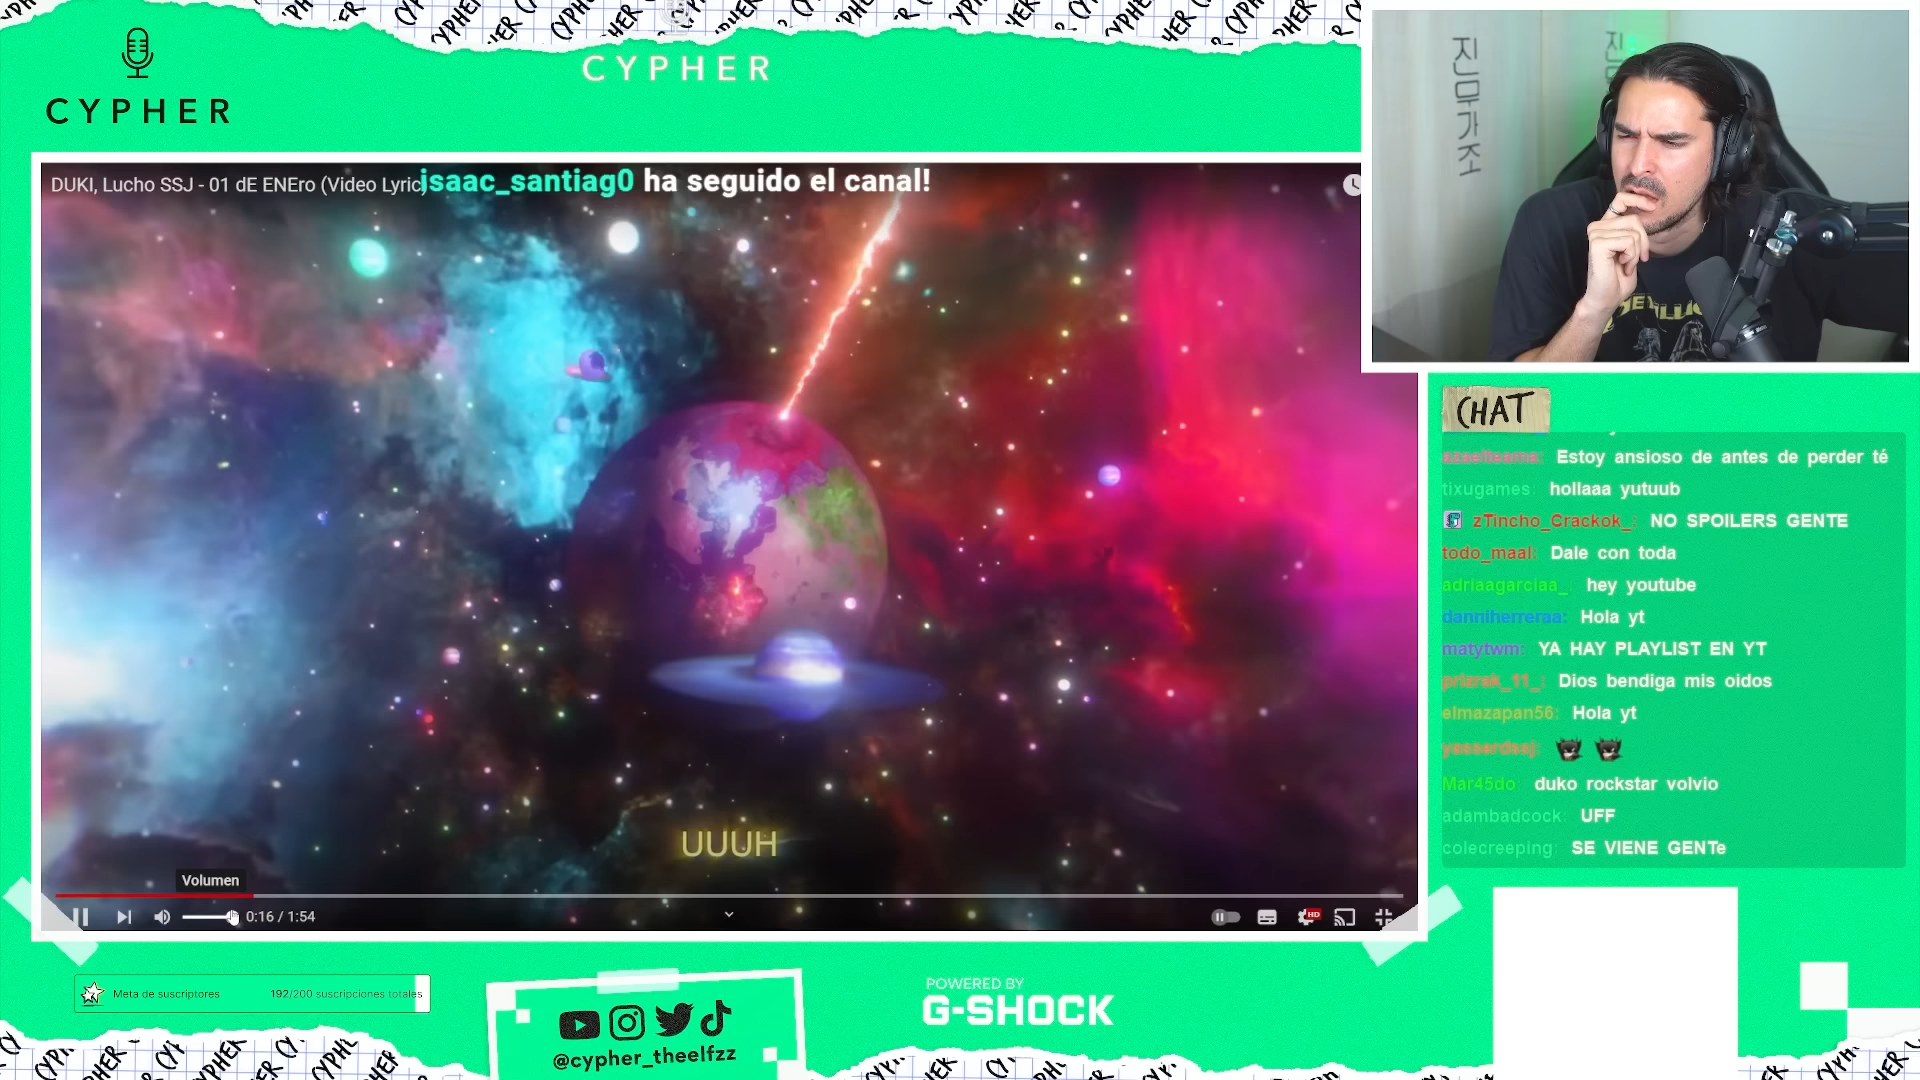 CYPHER
CYPHER
DUKI, Lucho SSJ - 01 dE ENEro (Video Lyric)
isaac_santiag0 ha seguido el canal!
UUUH
Volumen
0:16 / 1:54
HD
METALLICA
CHAT
Estoy ansioso de antes de perder té
tixugames: hollaaa yutuub
zTincho_Crackok_: NO SPOILERS GENTE
todo_maal: Dale con toda
adriaagarciaa_: hey youtube
danniherreraa: Hola yt
matytwm: YA HAY PLAYLIST EN YT
prizrak_11_: Dios bendiga mis oidos
elmazapan56: Hola yt
yasserdssj:
Mar45do: duko rockstar volvio
adambadcock: UFF
colecreeping: SE VIENE GENTe
Meta de suscriptores 192/200 suscripciones totales
@cypher_theelfzz
POWERED BY
G-SHOCK